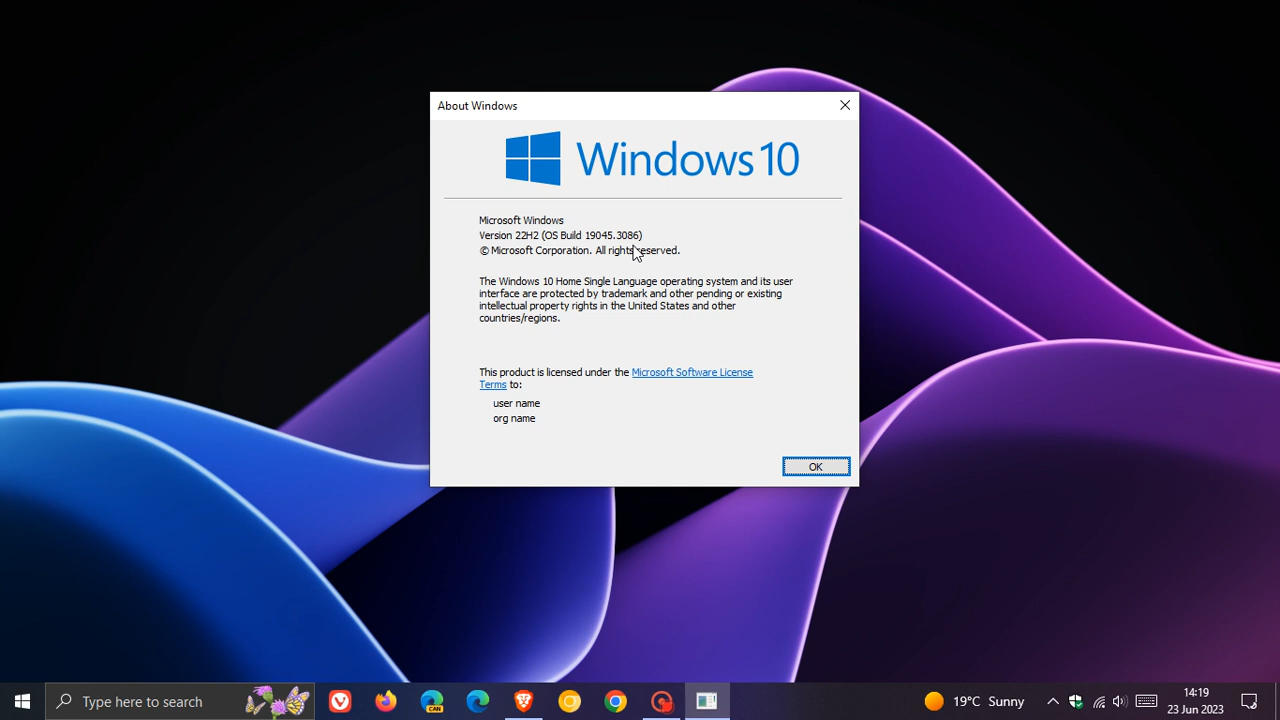 About Windows
Windows 10
Microsoft Windows
Version 22H2 (OS Build 19045.3086)
© Microsoft Corporation. All rights reserved.
The Windows 10 Home Single Language operating system and its user
interface are protected by trademark and other pending or existing
intellectual property rights in the United States and other
countries/regions.
This product is licensed under the Microsoft Software License
Terms to:
user name
org name
OK
Type here to search
CAN
19°C Sunny
14:19
23 Jun 2023